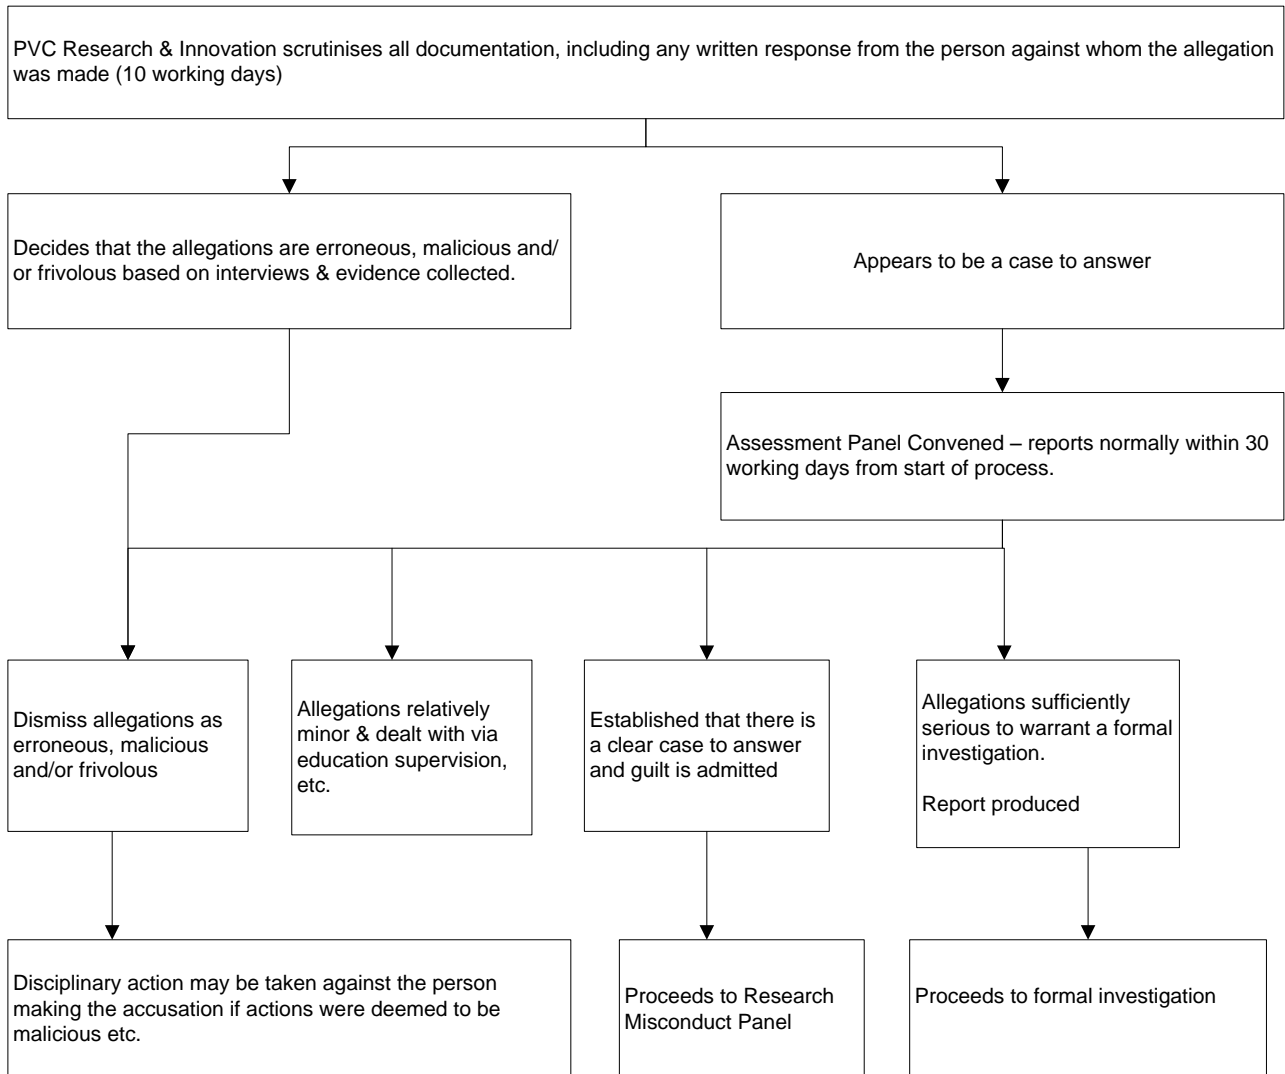 PVC Research & Innovation scrutinises all documentation, including any written response from the person against whom the allegation
was made (10 working days)
Decides that the allegations are erroneous, malicious and/
or frivolous based on interviews & evidence collected.
Appears to be a case to answer
Assessment Panel Convened – reports normally within 30
working days from start of process.
Dismiss allegations as
erroneous, malicious
and/or frivolous
Allegations relatively
minor & dealt with via
education supervision,
etc.
Established that there is
a clear case to answer
and guilt is admitted
Allegations sufficiently
serious to warrant a formal
investigation.
Report produced
Disciplinary action may be taken against the person
making the accusation if actions were deemed to be
malicious etc.
Proceeds to Research
Misconduct Panel
Proceeds to formal investigation